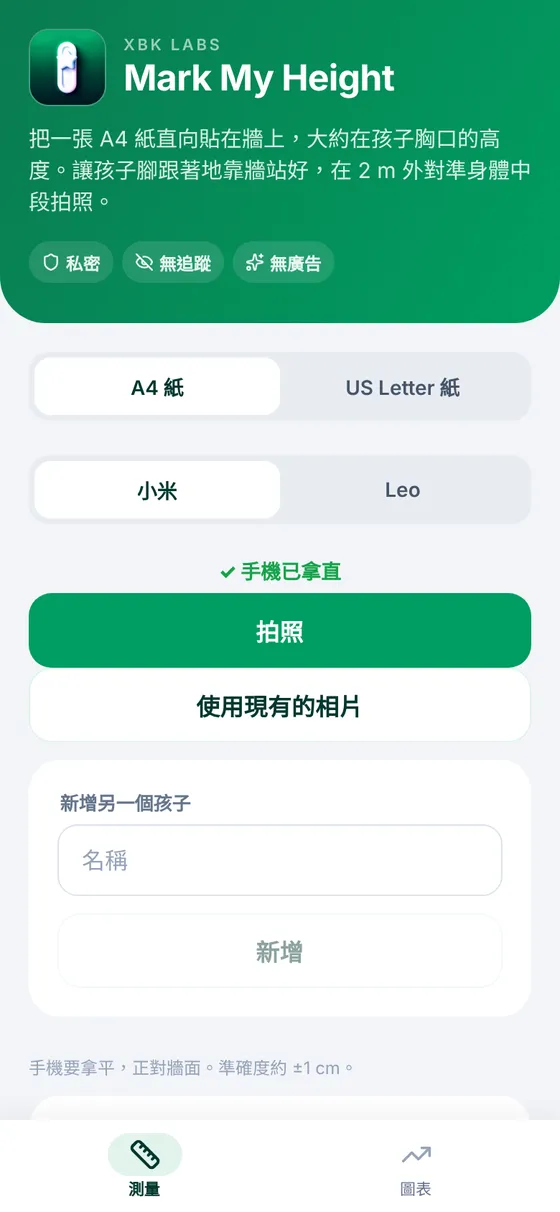 XBK LABS
Mark My Height
把一張 A4 紙直向貼在牆上，大約在孩子胸口的高
度。讓孩子腳跟著地靠牆站好，在 2 m 外對準身體中
段拍照。
私密
無追蹤
無廣告
A4 紙
US Letter 紙
小米
Leo
手機已拿直
拍照
使用現有的相片
新增另一個孩子
名稱
新增
手機要拿平，正對牆面。準確度約 ±1 cm。
測量
圖表